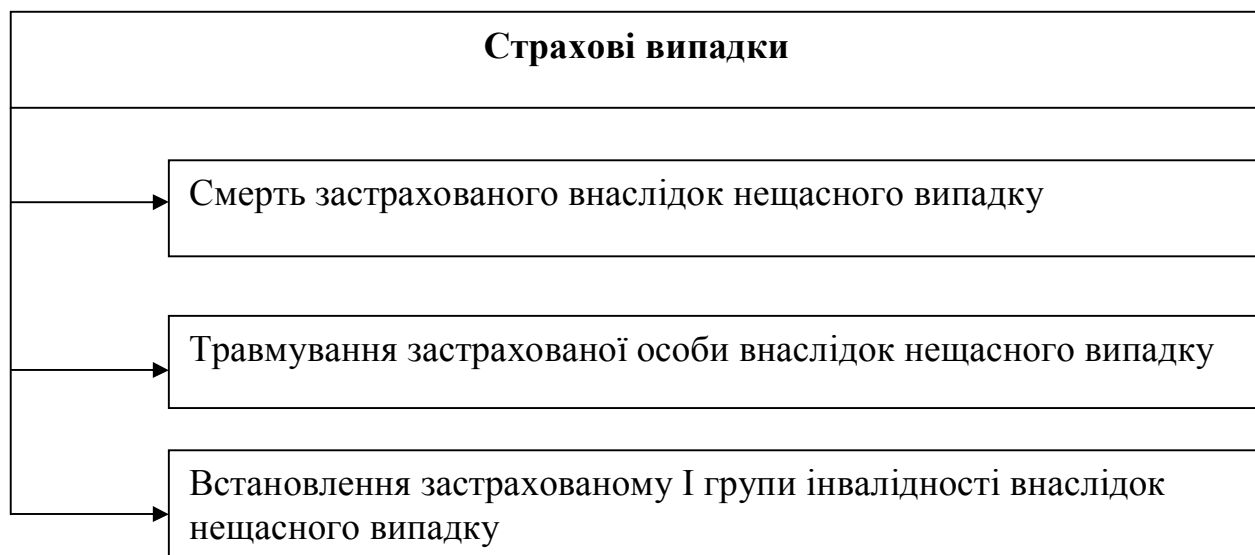 Страхові випадки
Смерть застрахованого внаслідок нещасного випадку
Травмування застрахованої особи внаслідок нещасного випадку
Встановлення застрахованому І групи інвалідності внаслідок
нещасного випадку